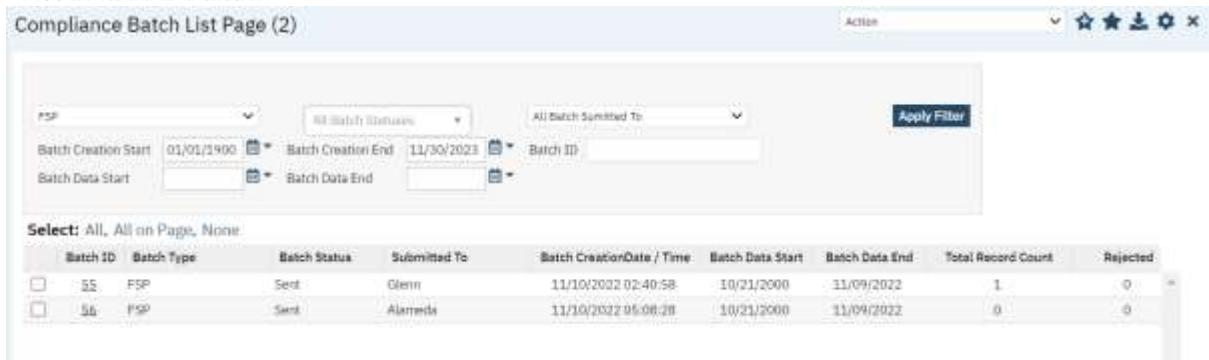 Compliance Batch List Page (2) Action
FSP All Batch Statuses All Batch Sumitted To Apply Filter
Batch Creation Start 01/01/1900 Batch Creation End 11/30/2023 Batch ID
Batch Data Start Batch Data End
Select: All, All on Page, None
Batch ID Batch Type Batch Status Submitted To Batch CreationDate / Time Batch Data Start Batch Data End Total Record Count Rejected
55 FSP Sent Glenn 11/10/2022 02:40:58 10/21/2000 11/09/2022 1 0
56 FSP Sent Alameda 11/10/2022 05:08:28 10/21/2000 11/09/2022 0 0